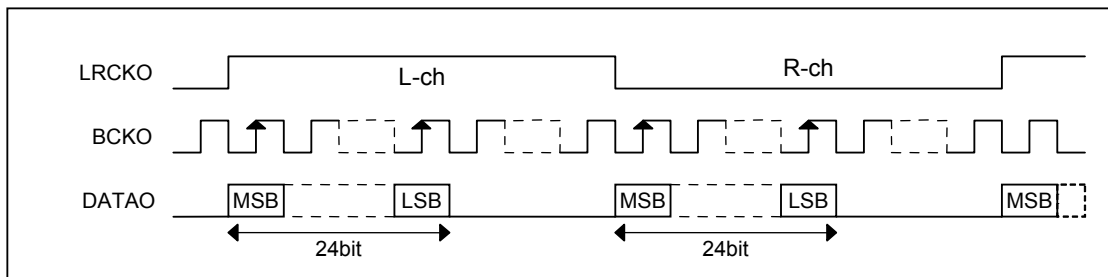 LRCKO
L-ch
R-ch
BCKO
DATAO
MSB
LSB
MSB
LSB
MSB
24bit
24bit